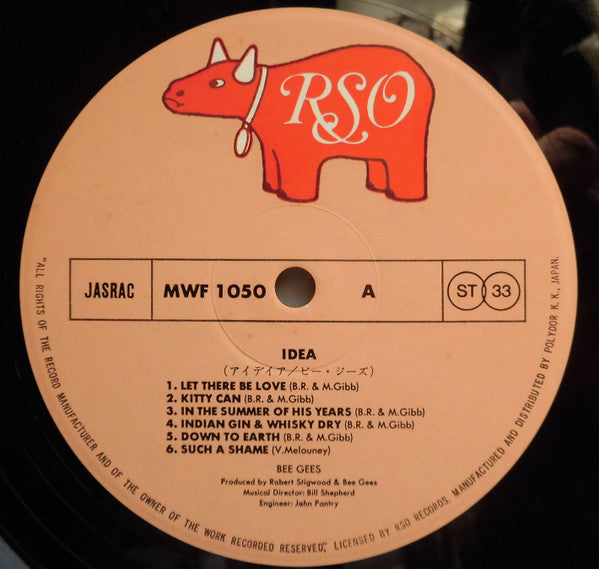 RSO
JASRAC
MWF 1050
A
ST 33
IDEA
(アイデイア/ビー・ジーズ)
1. LET THERE BE LOVE (B.R. & M.Gibb)
2. KITTY CAN (B.R. & M.Gibb)
3. IN THE SUMMER OF HIS YEARS (B.R. & M.Gibb)
4. INDIAN GIN & WHISKY DRY (B.R. & M.Gibb)
5. DOWN TO EARTH (B.R. & M.Gibb)
6. SUCH A SHAME (V.Melouney)
BEE GEES
Produced by Robert Stigwood & Bee Gees
Musical Director: Bill Shepherd
Engineer: John Pantry
"ALL RIGHTS OF THE RECORD MANUFACTURER AND OF THE OWNER OF THE WORK RECORDED RESERVED", LICENSED BY RSO RECORDS. MANUFACTURED AND DISTRIBUTED BY POLYDOR K. K., JAPAN.